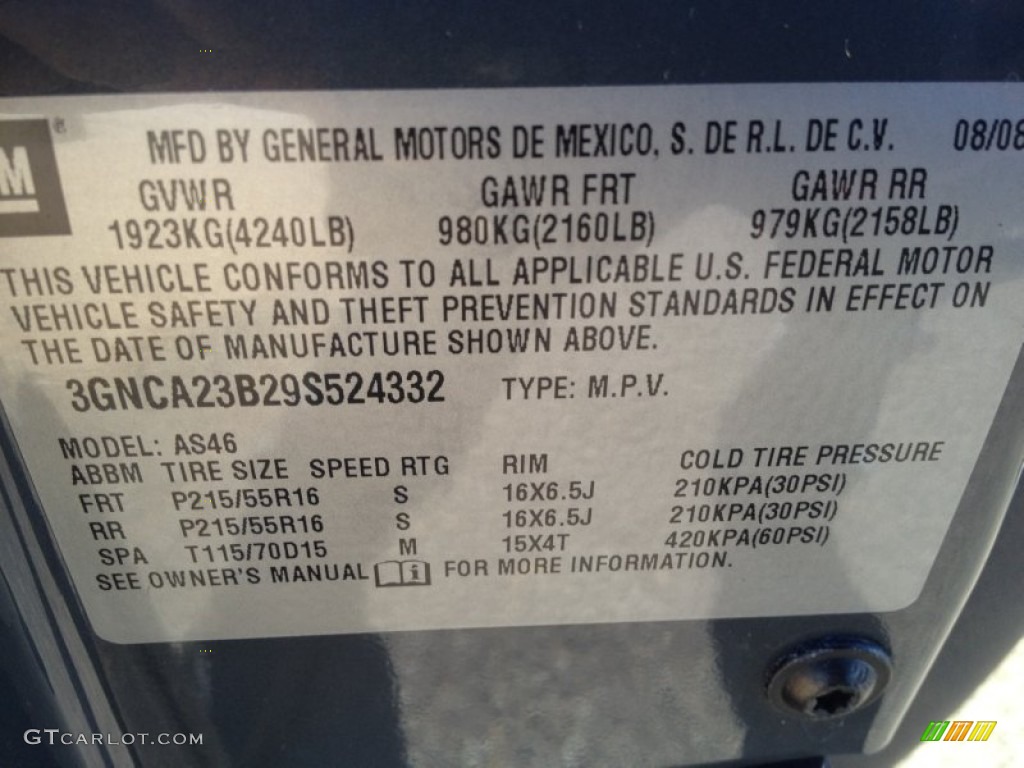 M ®
MFD BY GENERAL MOTORS DE MEXICO, S. DE R.L. DE C.V. 08/08
GVWR GAWR FRT GAWR RR
1923KG(4240LB) 980KG(2160LB) 979KG(2158LB)
THIS VEHICLE CONFORMS TO ALL APPLICABLE U.S. FEDERAL MOTOR
VEHICLE SAFETY AND THEFT PREVENTION STANDARDS IN EFFECT ON
THE DATE OF MANUFACTURE SHOWN ABOVE.
3GNCA23B29S524332 TYPE: M.P.V.
MODEL: AS46
ABBM TIRE SIZE SPEED RTG RIM COLD TIRE PRESSURE
FRT P215/55R16 S 16X6.5J 210KPA(30PSI)
RR P215/55R16 S 16X6.5J 210KPA(30PSI)
SPA T115/70D15 M 15X4T 420KPA(60PSI)
SEE OWNER'S MANUAL i FOR MORE INFORMATION.
GTCARLOT.COM